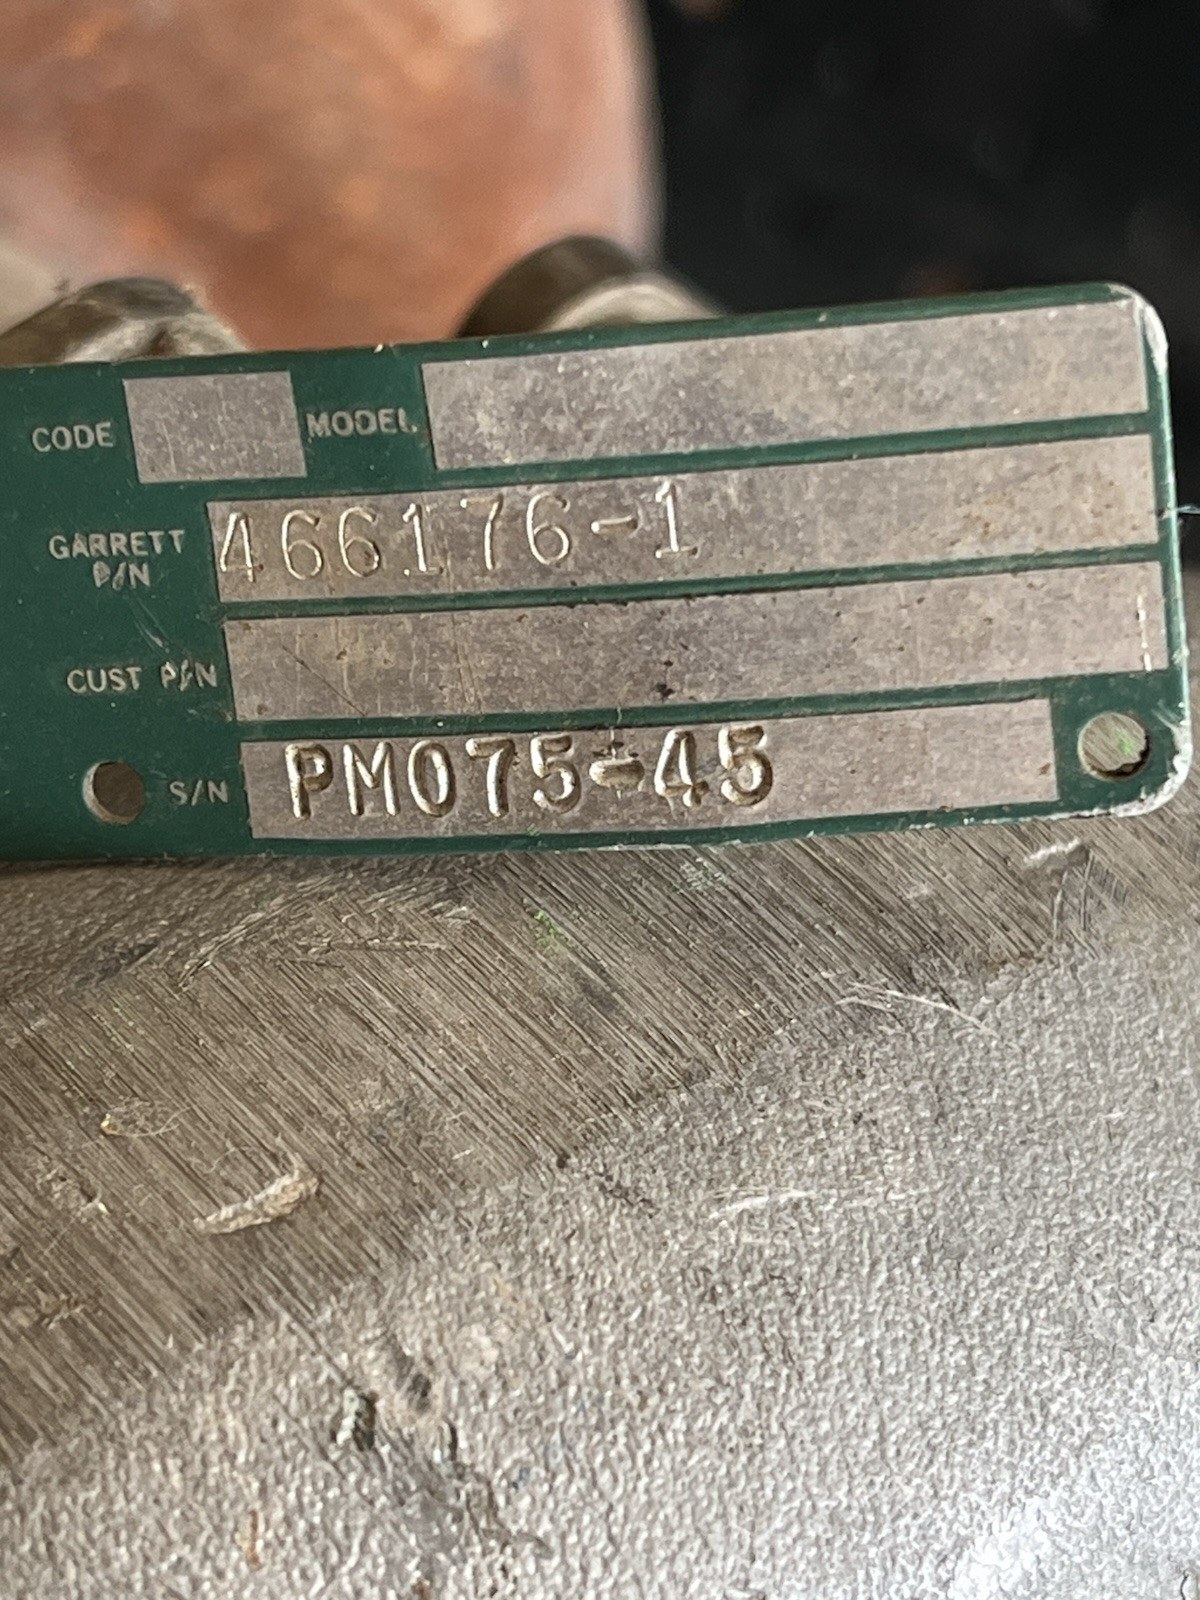 CODE MODEL
GARRETT P/N 466176-1
CUST P/N
S/N PM075-45